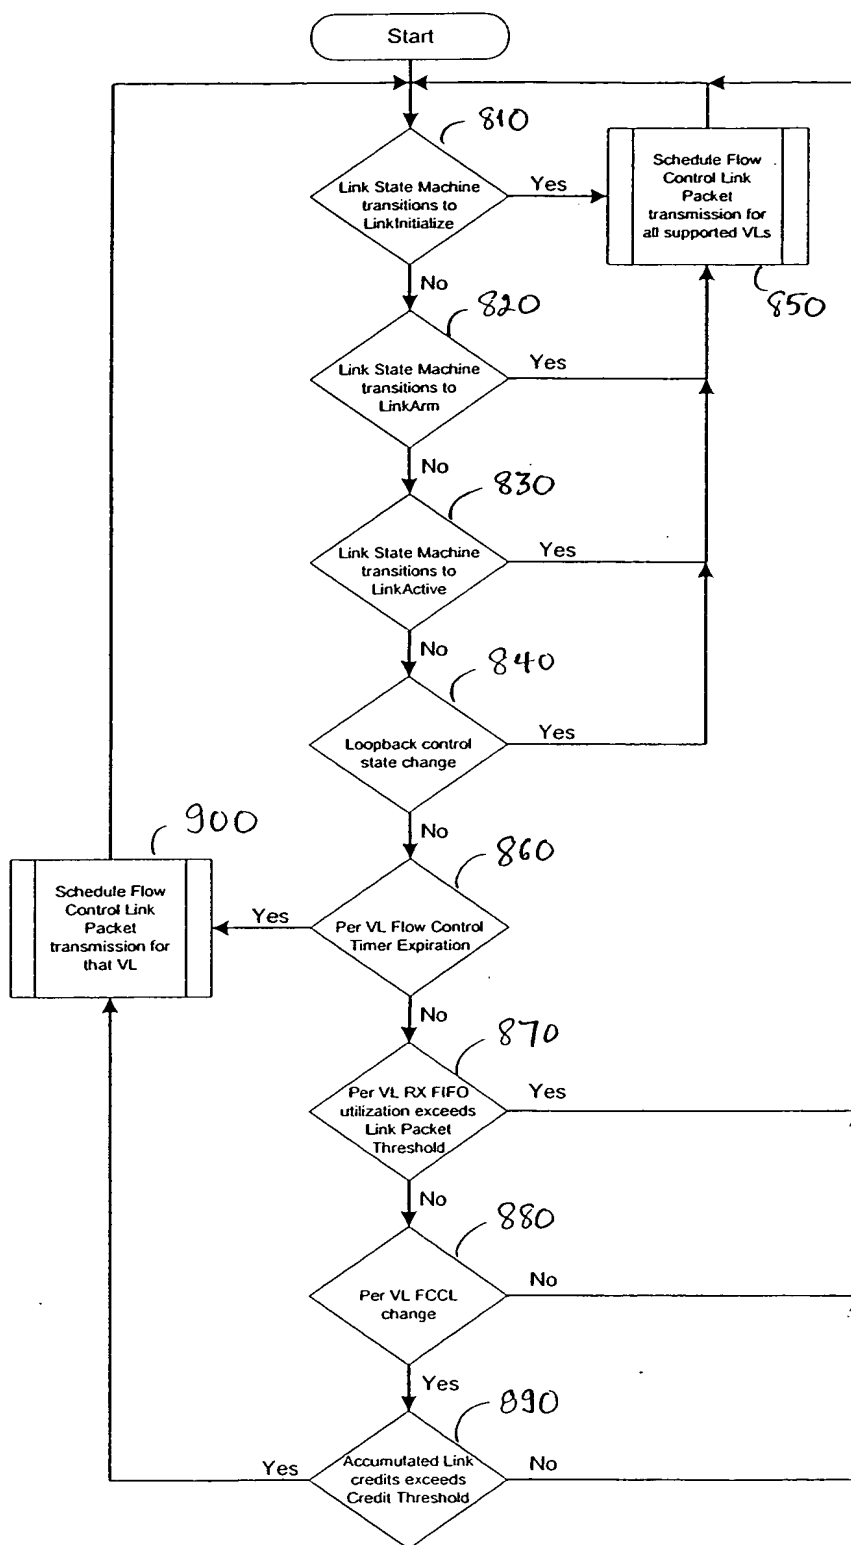 Start
810
Link State Machine
transitions to
LinkInitialize
Yes
Schedule Flow
Control Link
Packet
transmission for
all supported VLs
850
No
820
Link State Machine
transitions to
LinkArm
Yes
No
830
Link State Machine
transitions to
LinkActive
Yes
No
840
Loopback control
state change
Yes
No
900
Schedule Flow
Control Link
Packet
transmission for
that VL
Yes
860
Per VL Flow Control
Timer Expiration
No
870
Per VL RX FIFO
utilization exceeds
Link Packet
Threshold
Yes
No
880
Per VL FCCL
change
No
Yes
890
Accumulated Link
credits exceeds
Credit Threshold
Yes
No